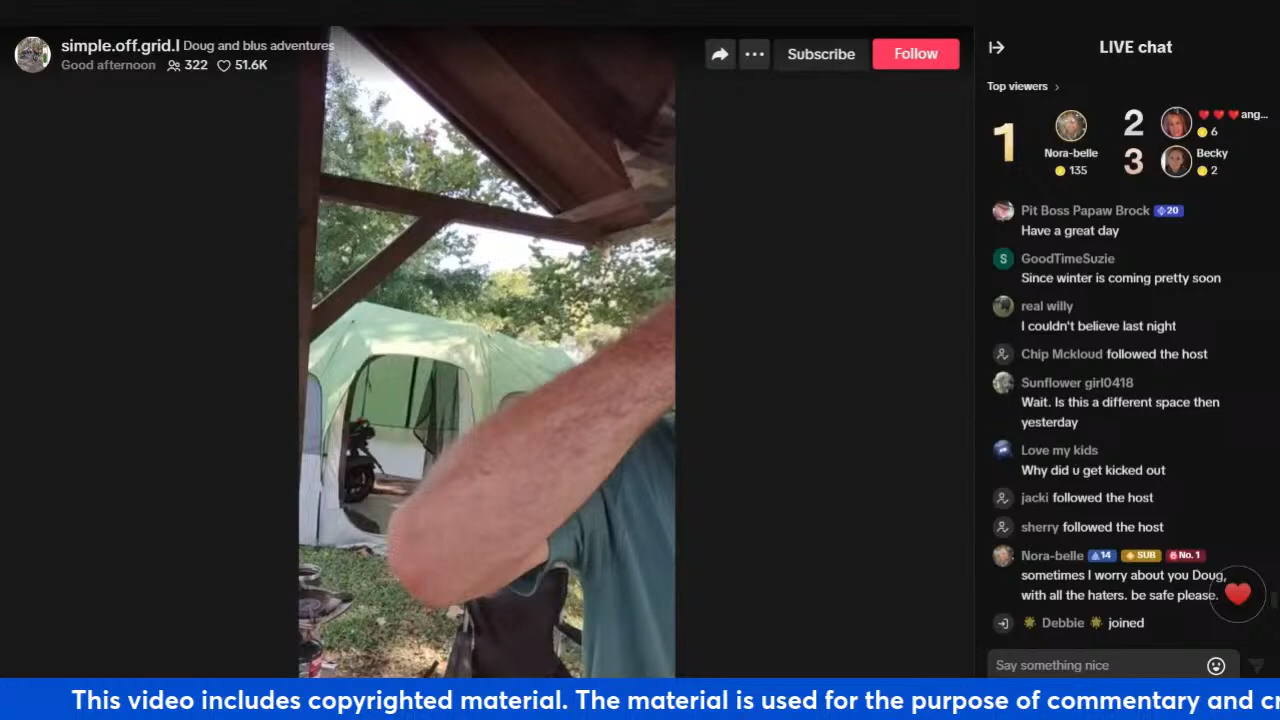 simple.off.grid.l Doug and blus adventures
Good afternoon 322 51.6K
Subscribe
Follow
LIVE chat
Top viewers >
1
Nora-belle
135
2
ang...
6
3
Becky
2
Pit Boss Papaw Brock 20
Have a great day
S
GoodTimeSuzie
Since winter is coming pretty soon
real willy
I couldn't believe last night
Chip Mckloud followed the host
Sunflower girl0418
Wait. Is this a different space then
yesterday
Love my kids
Why did u get kicked out
jacki followed the host
sherry followed the host
Nora-belle 14 SUB No. 1
sometimes I worry about you Doug,
with all the haters. be safe please.
Debbie joined
Say something nice
This video includes copyrighted material. The material is used for the purpose of commentary and cr